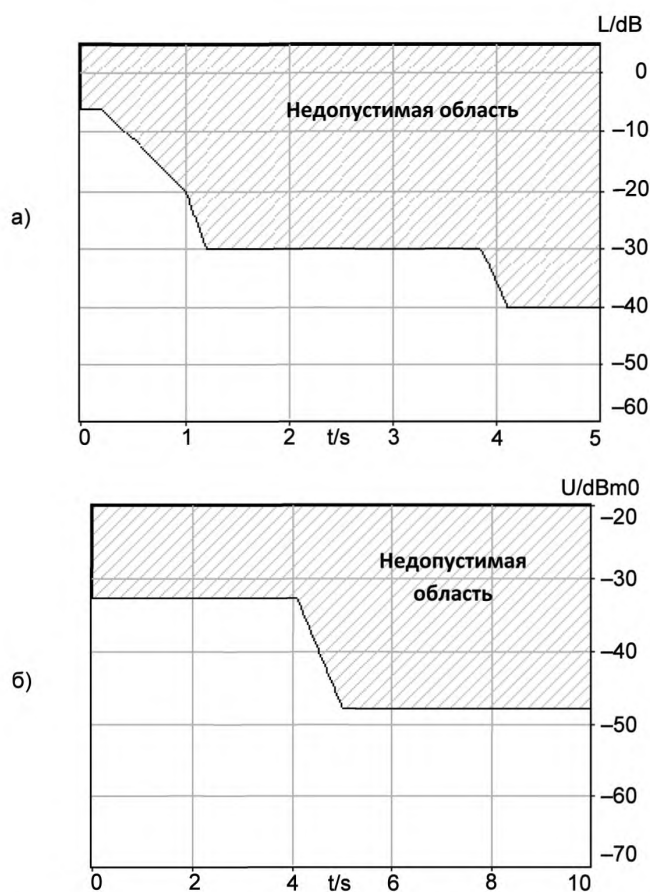 L/dB
0
Недопустимая область
−10
−20
а)
−30
−40
−50
−60
0 1 2 t/s 3 4 5
U/dBm0
−20
Недопустимая
область
−30
−40
б)
−50
−60
−70
0 2 4 t/s 6 8 10